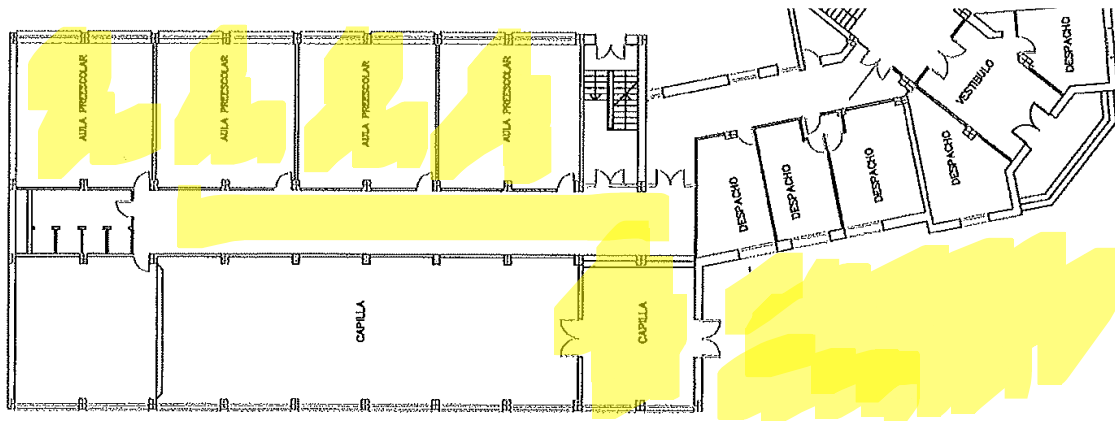 AULA PREESCOLAR
AULA PREESCOLAR
AULA PREESCOLAR
AULA PREESCOLAR
DESPACHO
VESTIBULO
DESPACHO
DESPACHO
DESPACHO
DESPACHO
CAPILLA
CAPILLA